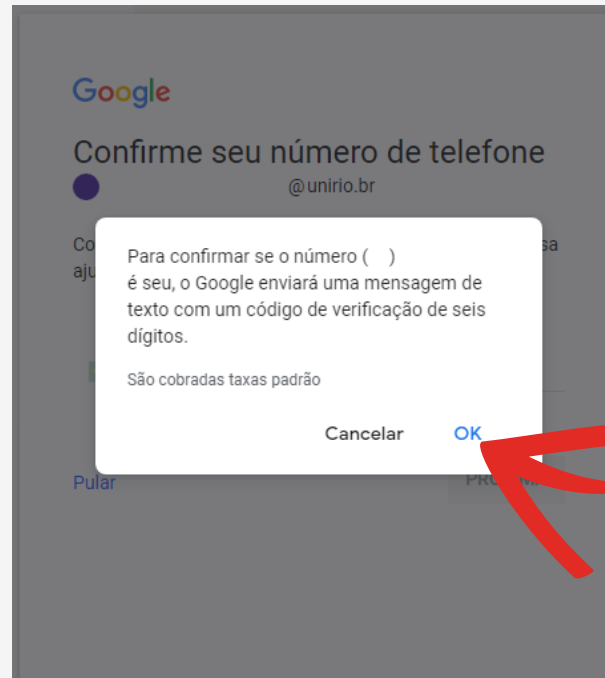 Google
Confirme seu número de telefone
@unirio.br
Para confirmar se o número ( )
é seu, o Google enviará uma mensagem de
texto com um código de verificação de seis
dígitos.
São cobradas taxas padrão
Cancelar OK
Pular